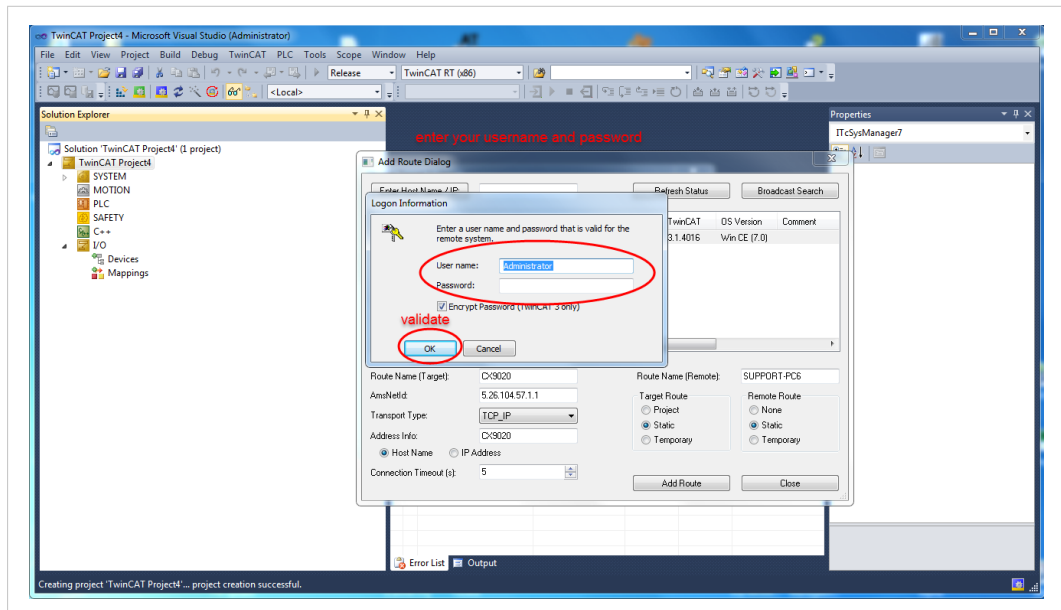 TwinCAT Project4 - Microsoft Visual Studio (Administrator)
File Edit View Project Build Debug TwinCAT PLC Tools Scope Window Help
Release TwinCAT RT (x86)
<Local>
Solution Explorer
Properties
ITcSysManager7
enter your username and password
Solution 'TwinCAT Project4' (1 project)
TwinCAT Project4
SYSTEM
MOTION
PLC
SAFETY
C++
I/O
Devices
Mappings
Add Route Dialog
Enter Host Name / IP: Refresh Status Broadcast Search
TwinCAT OS Version Comment
3.1.4016 Win CE (7.0)
Logon Information
Enter a user name and password that is valid for the
remote system.
User name: Administrator
Password:
Encrypt Password (TwinCAT 3 only)
validate
OK Cancel
Route Name (Target): CX9020 Route Name (Remote): SUPPORT-PC6
AmsNetId: 5.26.104.57.1.1 Target Route Remote Route
Project None
Transport Type: TCP_IP Static Static
Address Info: CX9020 Temporary Temporary
Host Name IP Address
Connection Timeout (s): 5
Add Route Close
Error List Output
Creating project 'TwinCAT Project4'... project creation successful.